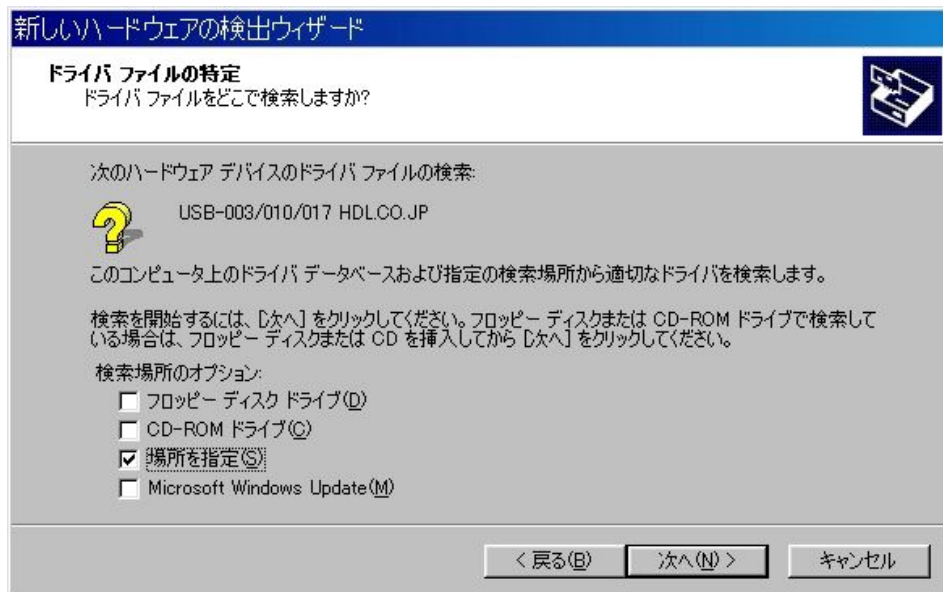 新しいハードウェアの検出ウィザード
ドライバ ファイルの特定
ドライバ ファイルをどこで検索しますか?
次のハードウェア デバイスのドライバ ファイルの検索:
USB-003/010/017 HDL.CO.JP
このコンピュータ上のドライバ データベースおよび指定の検索場所から適切なドライバを検索します。
検索を開始するには、[次へ] をクリックしてください。フロッピー ディスクまたは CD-ROM ドライブで検索して
いる場合は、フロッピー ディスクまたは CD を挿入してから [次へ] をクリックしてください。
検索場所のオプション:
フロッピー ディスク ドライブ(D)
CD-ROM ドライブ(C)
場所を指定(S)
Microsoft Windows Update(M)
< 戻る(B) 次へ(N) > キャンセル